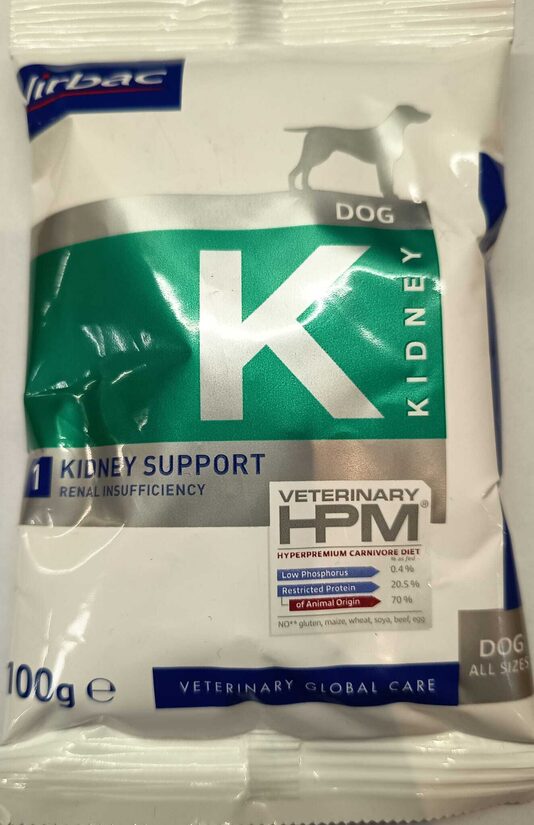 Virbac
DOG
K
KIDNEY
1 KIDNEY SUPPORT
RENAL INSUFFICIENCY
VETERINARY
HPM®
HYPERPREMIUM CARNIVORE DIET
% as fed
Low Phosphorus 0.4 %
Restricted Protein 20.5 %
of Animal Origin 70 %
NO** gluten, maize, wheat, soya, beef, egg
DOG
ALL SIZES
100g ℮
VETERINARY GLOBAL CARE